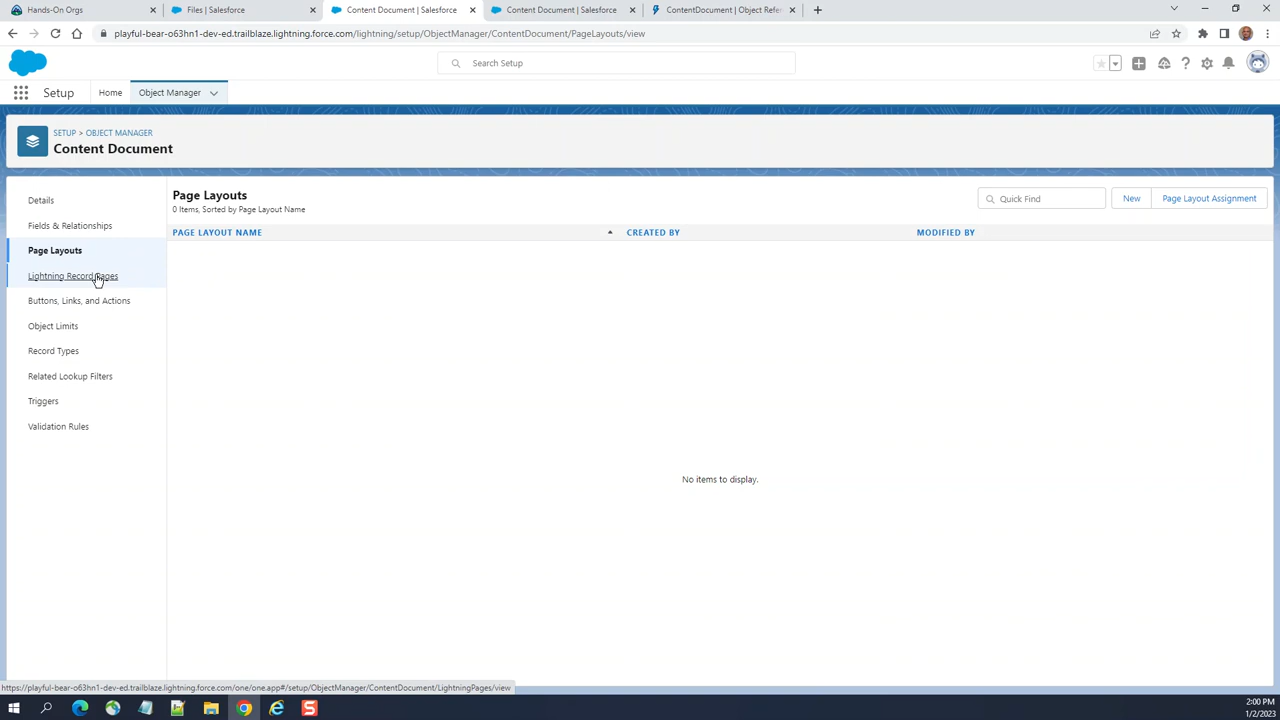 Hands-On Orgs
Files | Salesforce
Content Document | Salesforce
Content Document | Salesforce
ContentDocument | Object Refer
playful-bear-o63hn1-dev-ed.trailblaze.lightning.force.com/lightning/setup/ObjectManager/ContentDocument/PageLayouts/view
Search Setup
Setup
Home
Object Manager
SETUP > OBJECT MANAGER
Content Document
Details
Fields & Relationships
Page Layouts
Lightning Record Pages
Buttons, Links, and Actions
Object Limits
Record Types
Related Lookup Filters
Triggers
Validation Rules
Page Layouts
0 Items, Sorted by Page Layout Name
Quick Find
New
Page Layout Assignment
PAGE LAYOUT NAME
CREATED BY
MODIFIED BY
No items to display.
https://playful-bear-o63hn1-dev-ed.trailblaze.lightning.force.com/one/one.app#/setup/ObjectManager/ContentDocument/LightningPages/view
2:00 PM
1/2/2023